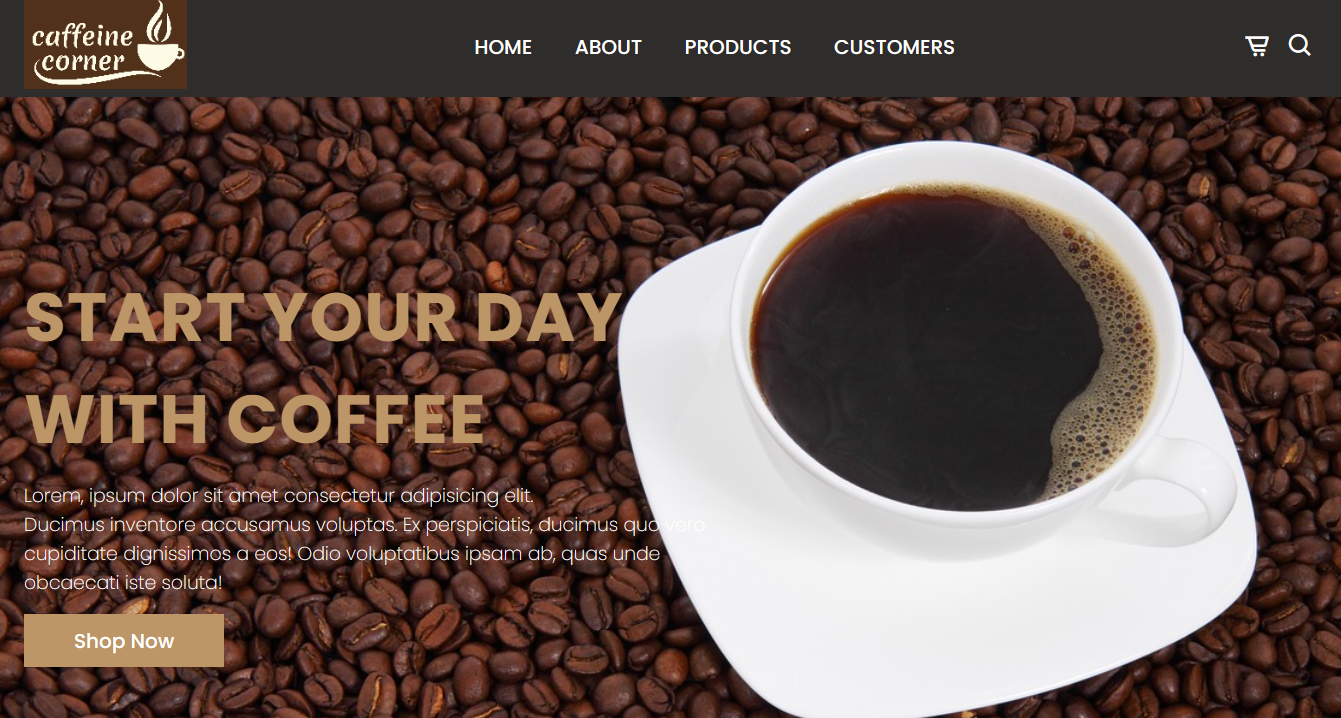 caffeine
corner
HOME ABOUT PRODUCTS CUSTOMERS
START YOUR DAY
WITH COFFEE
Lorem, ipsum dolor sit amet consectetur adipisicing elit.
Ducimus inventore accusamus voluptas. Ex perspiciatis, ducimus quo vero
cupiditate dignissimos a eos! Odio voluptatibus ipsam ab, quas unde
obcaecati iste soluta!
Shop Now